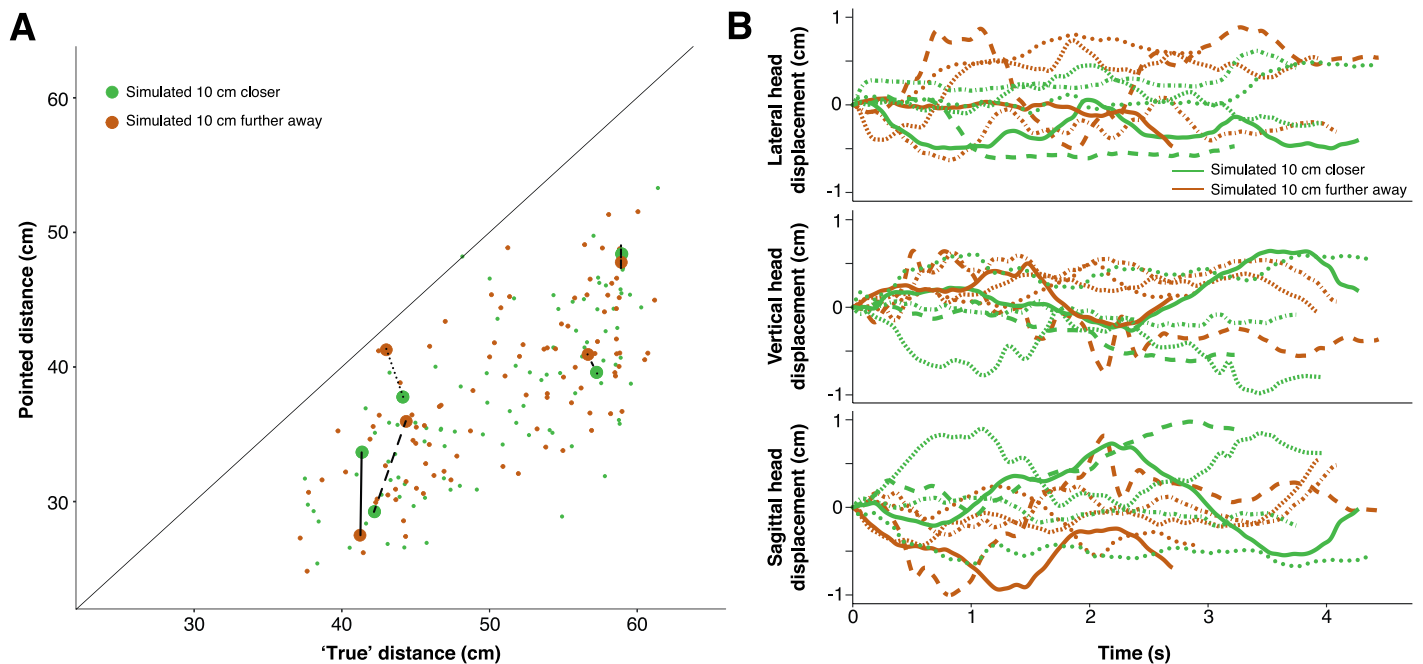 A
Simulated 10 cm closer
Simulated 10 cm further away
60
50
40
30
Pointed distance (cm)
30
40
50
60
‘True’ distance (cm)
B
Lateral head
displacement (cm)
1
0
-1
Simulated 10 cm closer
Simulated 10 cm further away
Vertical head
displacement (cm)
1
0
-1
Sagittal head
displacement (cm)
1
0
-1
0
1
2
3
4
Time (s)